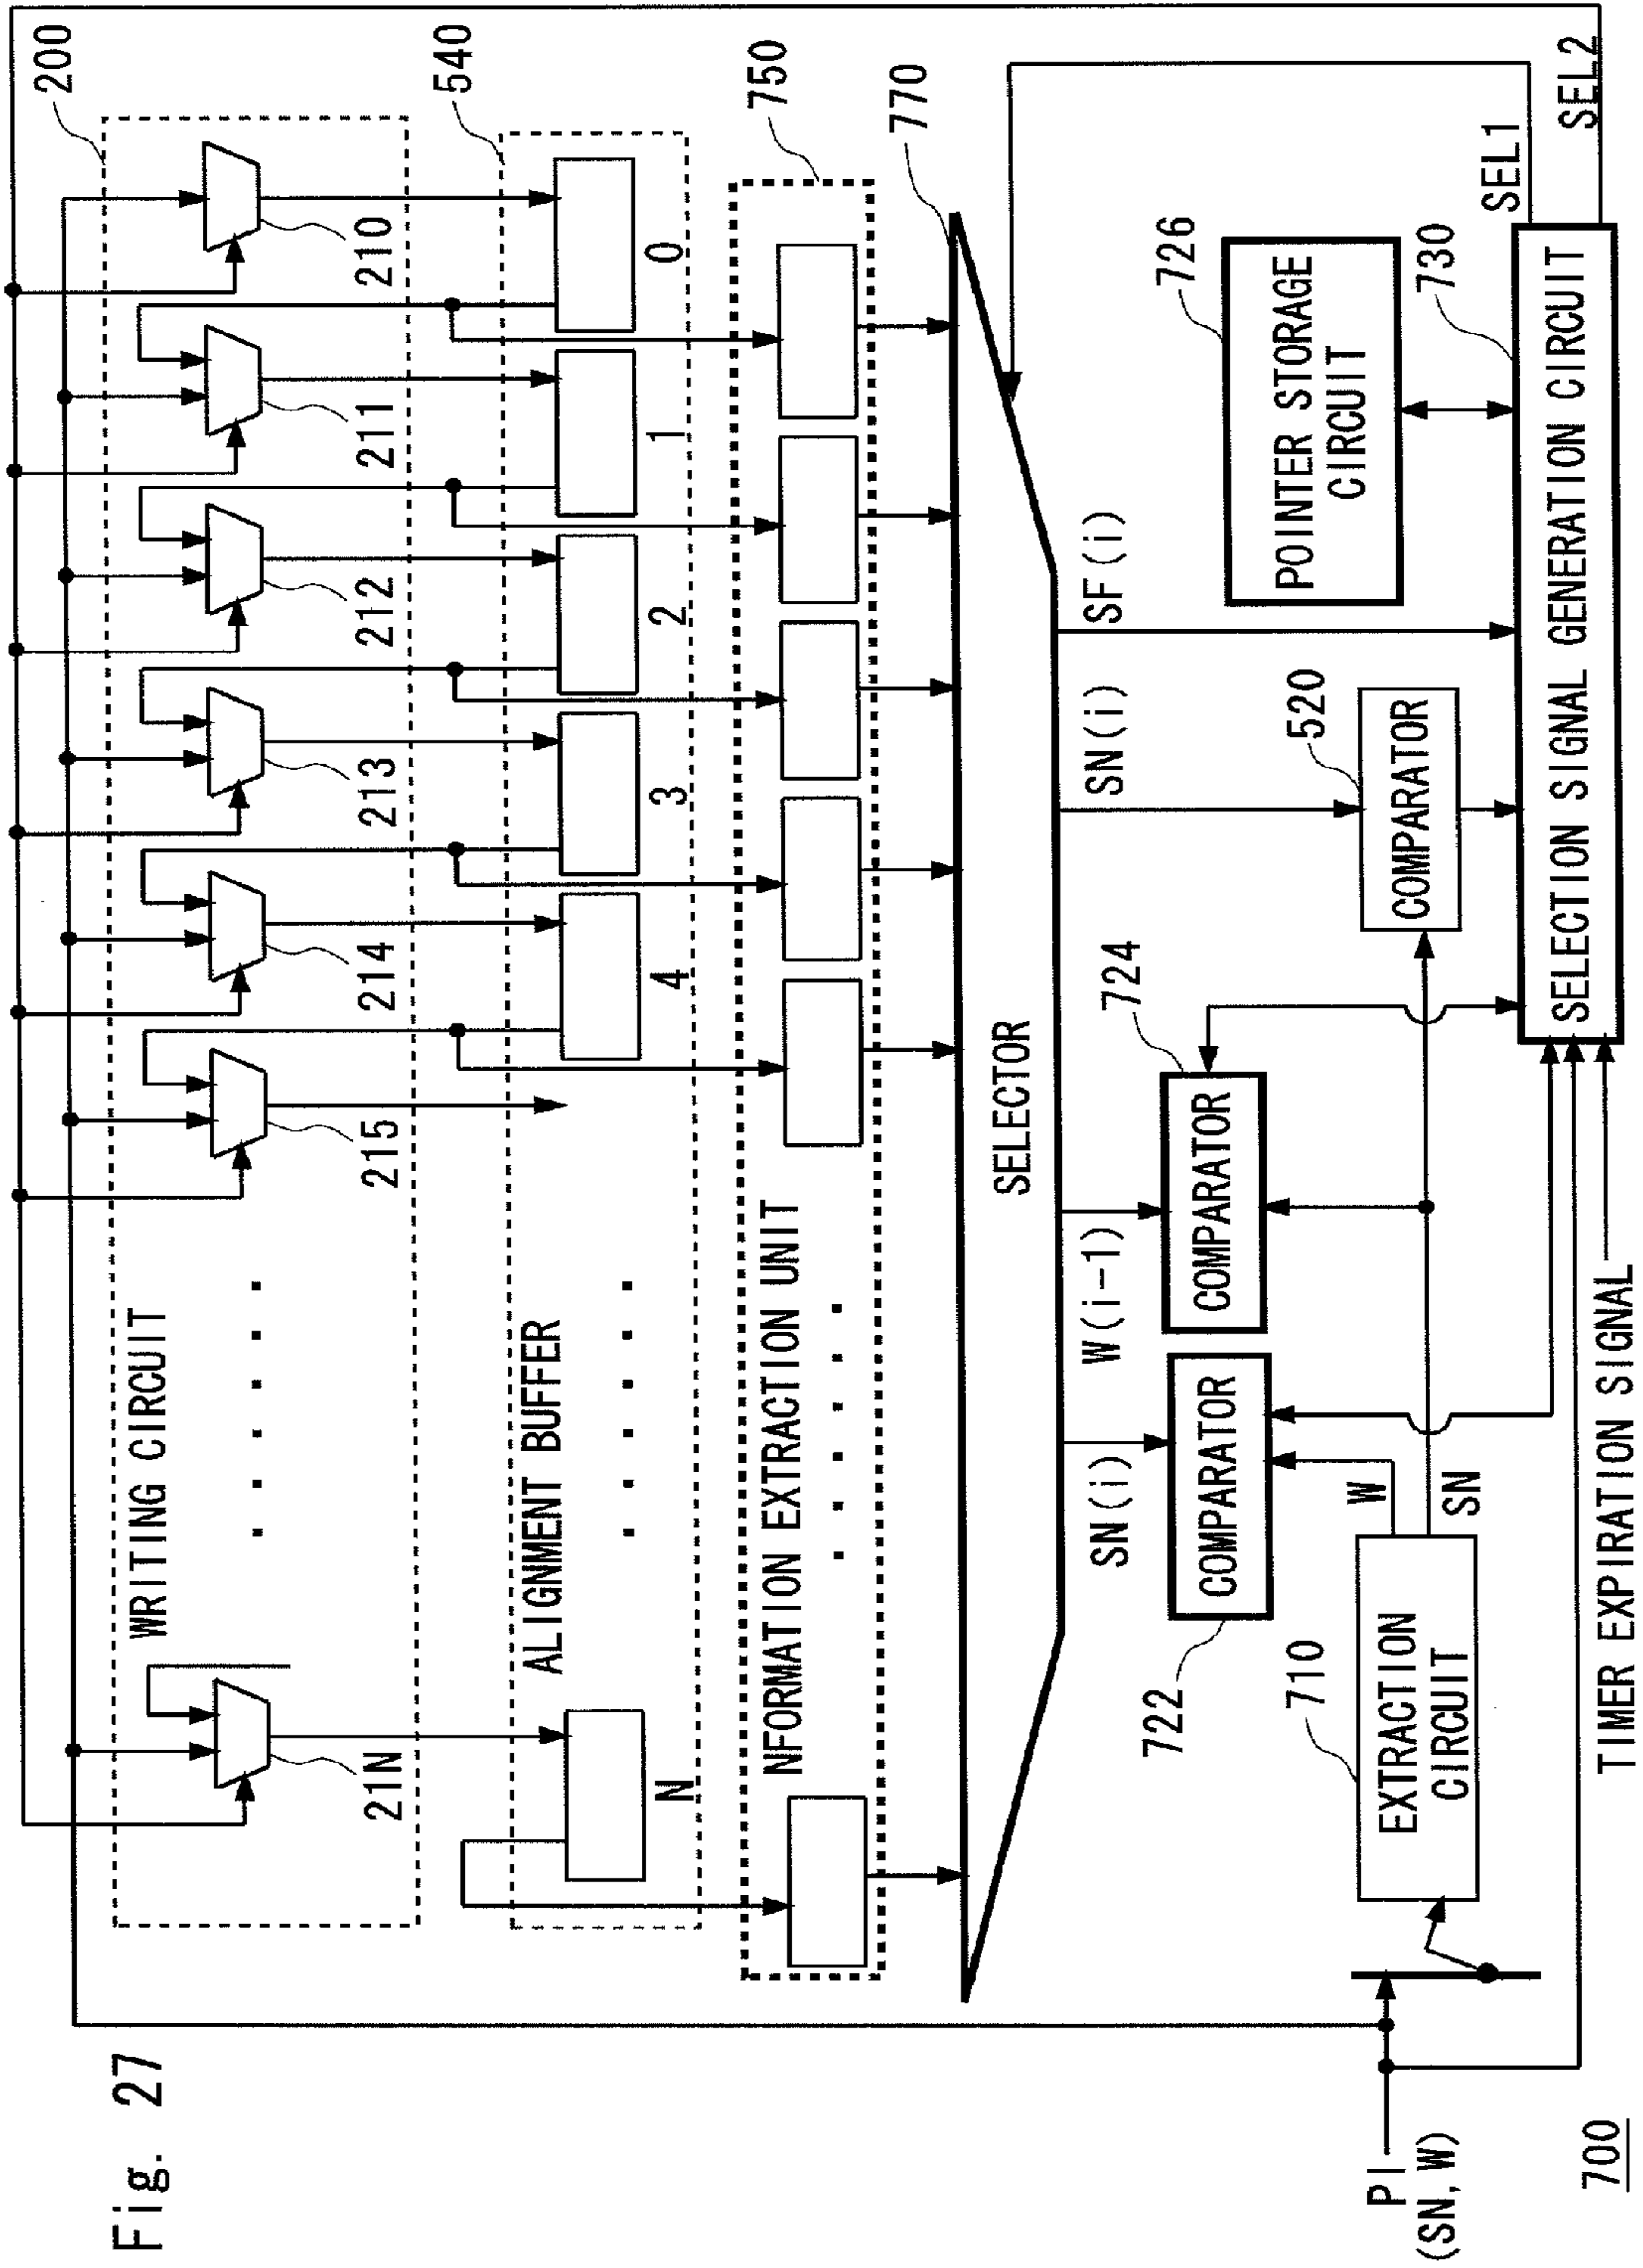 Fig. 27
200
WRITING CIRCUIT
21N
215
214
213
212
211
210
540
ALIGNMENT BUFFER
N
4
3
2
1
0
750
NFORMATION EXTRACTION UNIT
770
SELECTOR
SN(i)
W(i-1)
SN(i)
SF(i)
SEL1
SEL2
722
COMPARATOR
724
COMPARATOR
520
COMPARATOR
726
POINTER STORAGE
CIRCUIT
710
EXTRACTION
CIRCUIT
W
SN
730
SELECTION SIGNAL GENERATION CIRCUIT
PI
(SN, W)
TIMER EXPIRATION SIGNAL
700